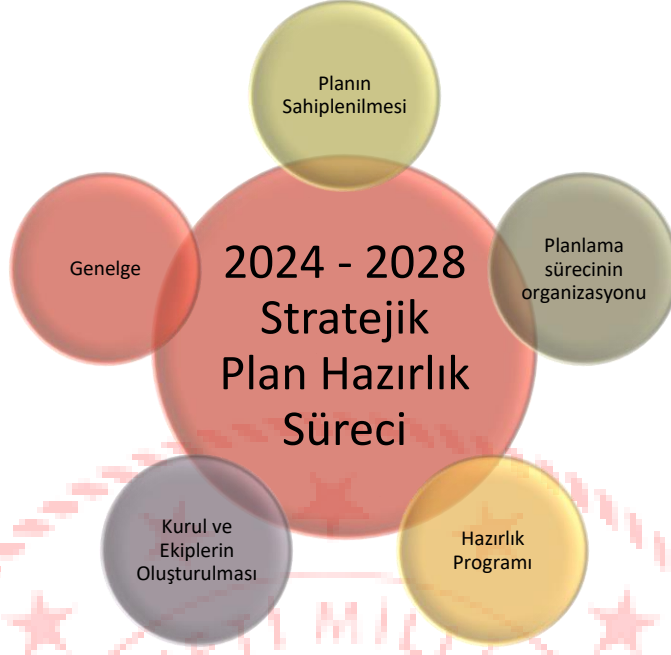 Planın
Sahiplenilmesi
Genelge
2024 - 2028
Stratejik
Plan Hazırlık
Süreci
Planlama
sürecinin
organizasyonu
Kurul ve
Ekiplerin
Oluşturulması
Hazırlık
Programı